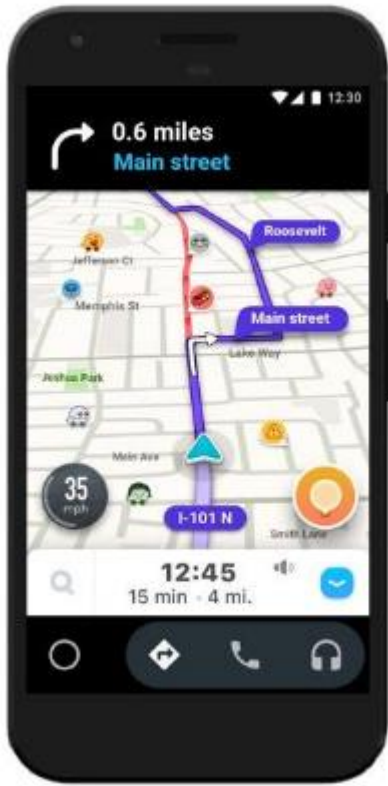 12:30
0.6 miles
Main street
Roosevelt
Jefferson Ct
Memphis St
Main street
Lake Way
Joshua Park
Main Ave
35
mph
I-101 N
Smith Lane
12:45
15 min · 4 mi.